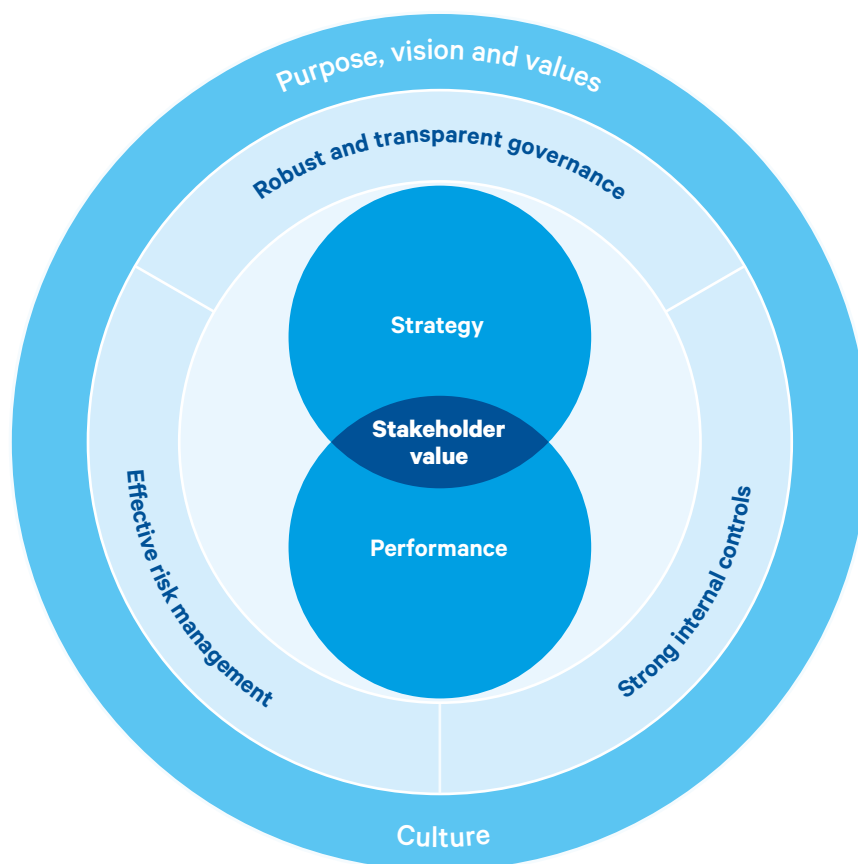 Purpose, vision and values
Robust and transparent governance
Strategy
Stakeholder
value
Performance
Effective risk management
Strong internal controls
Culture